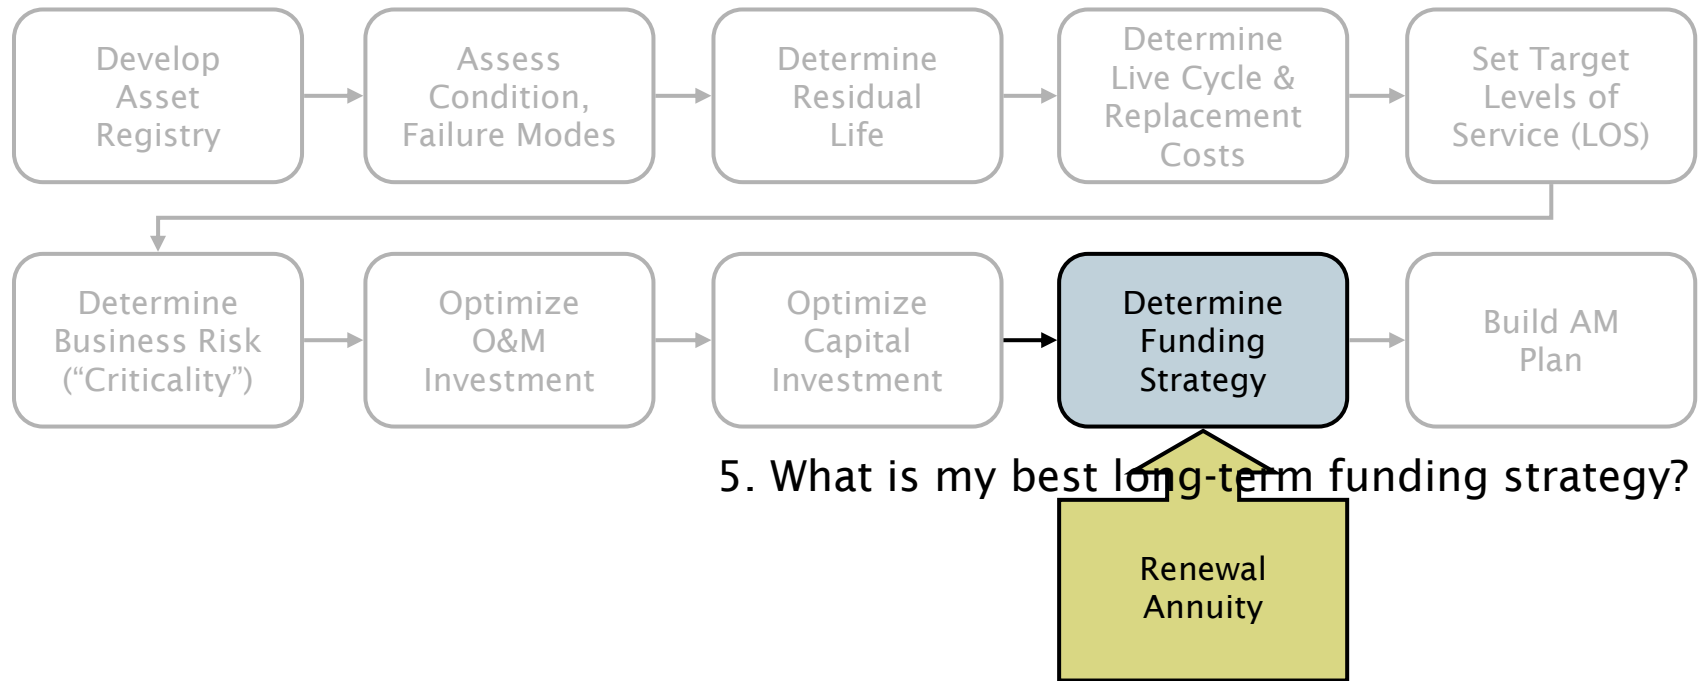 Develop
Asset
Registry
Assess
Condition,
Failure Modes
Determine
Residual
Life
Determine
Live Cycle &
Replacement
Costs
Set Target
Levels of
Service (LOS)
Determine
Business Risk
(“Criticality”)
Optimize
O&M
Investment
Optimize
Capital
Investment
Determine
Funding
Strategy
Build AM
Plan
5. What is my best long-term funding strategy?
Renewal
Annuity